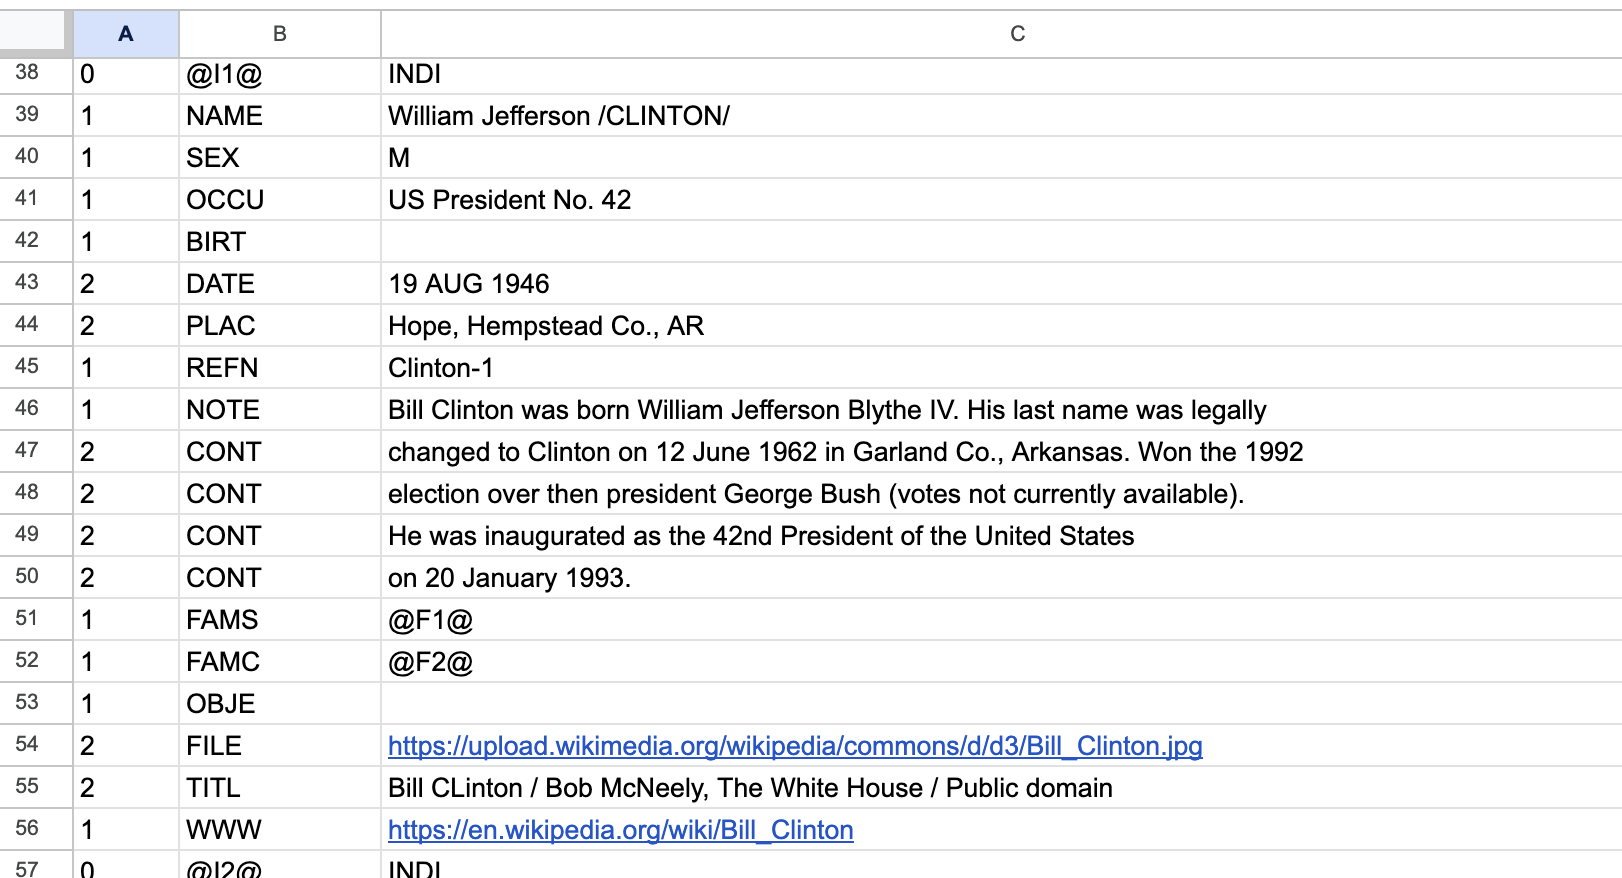 A B C
38 0 @I1@ INDI
39 1 NAME William Jefferson /CLINTON/
40 1 SEX M
41 1 OCCU US President No. 42
42 1 BIRT
43 2 DATE 19 AUG 1946
44 2 PLAC Hope, Hempstead Co., AR
45 1 REFN Clinton-1
46 1 NOTE Bill Clinton was born William Jefferson Blythe IV. His last name was legally
47 2 CONT changed to Clinton on 12 June 1962 in Garland Co., Arkansas. Won the 1992
48 2 CONT election over then president George Bush (votes not currently available).
49 2 CONT He was inaugurated as the 42nd President of the United States
50 2 CONT on 20 January 1993.
51 1 FAMS @F1@
52 1 FAMC @F2@
53 1 OBJE
54 2 FILE https://upload.wikimedia.org/wikipedia/commons/d/d3/Bill_Clinton.jpg
55 2 TITL Bill CLinton / Bob McNeely, The White House / Public domain
56 1 WWW https://en.wikipedia.org/wiki/Bill_Clinton
57 0 @I2@ INDI